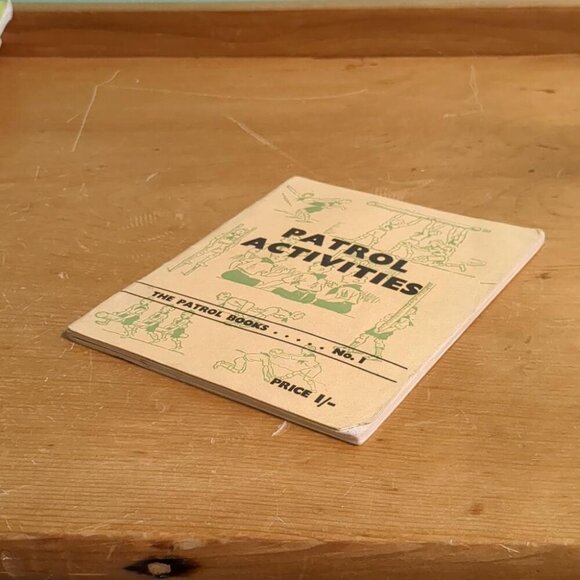 PATROL
ACTIVITIES
THE PATROL BOOKS ..... No. 1
PRICE 1/-